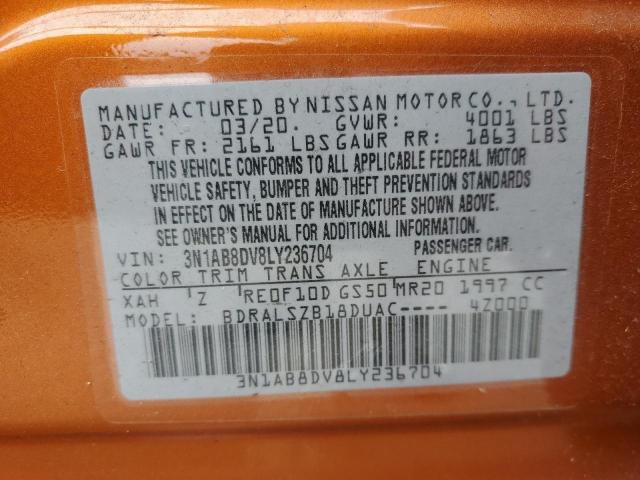 MANUFACTURED BY NISSAN MOTOR CO., LTD.
DATE: 03/20. GVWR: 4001 LBS
GAWR FR: 2161 LBS GAWR RR: 1863 LBS
THIS VEHICLE CONFORMS TO ALL APPLICABLE FEDERAL MOTOR
VEHICLE SAFETY, BUMPER AND THEFT PREVENTION STANDARDS
IN EFFECT ON THE DATE OF MANUFACTURE SHOWN ABOVE.
SEE OWNER'S MANUAL FOR ADDITIONAL INFORMATION.
VIN: 3N1AB8DV8LY236704 PASSENGER CAR.
COLOR TRIM TRANS AXLE ENGINE
XAH Z RE0F10D GS50 MR20 1997 CC
MODEL: BDRALSZB18DUAC---- 4Z000
3N1AB8DV8LY236704